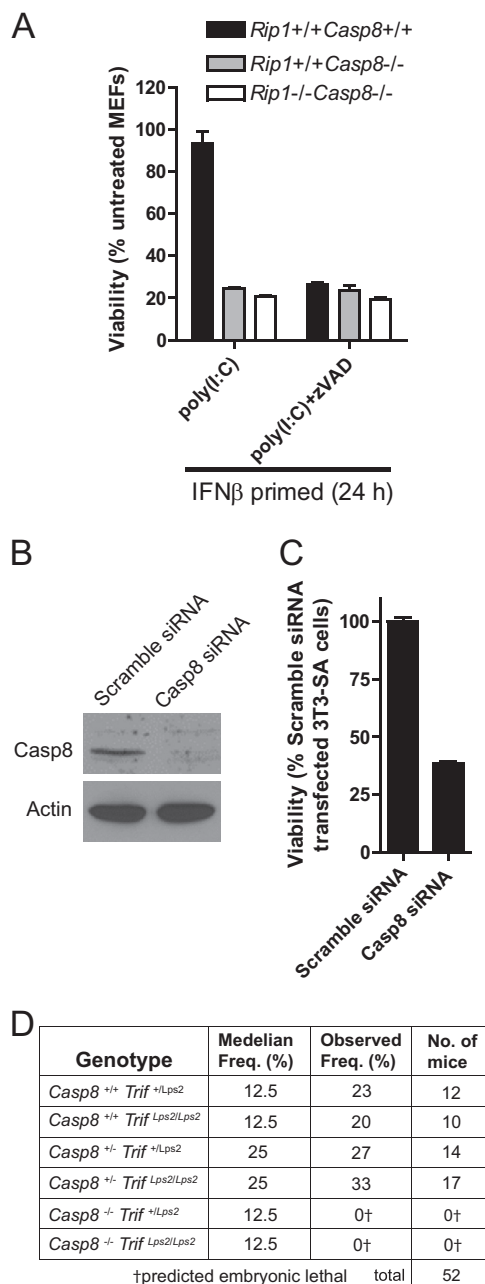 A
Rip1+/+Casp8+/+
Rip1+/+Casp8-/-
Rip1-/-Casp8-/-
Viability (% untreated MEFs)
120
100
80
60
40
20
0
poly(I:C)
poly(I:C)+zVAD
IFNβ primed (24 h)
B
Scramble siRNA
Casp8 siRNA
Casp8
Actin
C
Viability (% Scramble siRNA
transfected 3T3-SA cells)
100
75
50
25
0
Scramble siRNA
Casp8 siRNA
D
Genotype Medelian Freq. (%) Observed Freq. (%) No. of mice
Casp8 +/+ Trif +/Lps2 12.5 23 12
Casp8 +/+ Trif Lps2/Lps2 12.5 20 10
Casp8 +/- Trif +/Lps2 25 27 14
Casp8 +/- Trif Lps2/Lps2 25 33 17
Casp8 -/- Trif +/Lps2 12.5 0† 0†
Casp8 -/- Trif Lps2/Lps2 12.5 0† 0†
†predicted embryonic lethal total 52